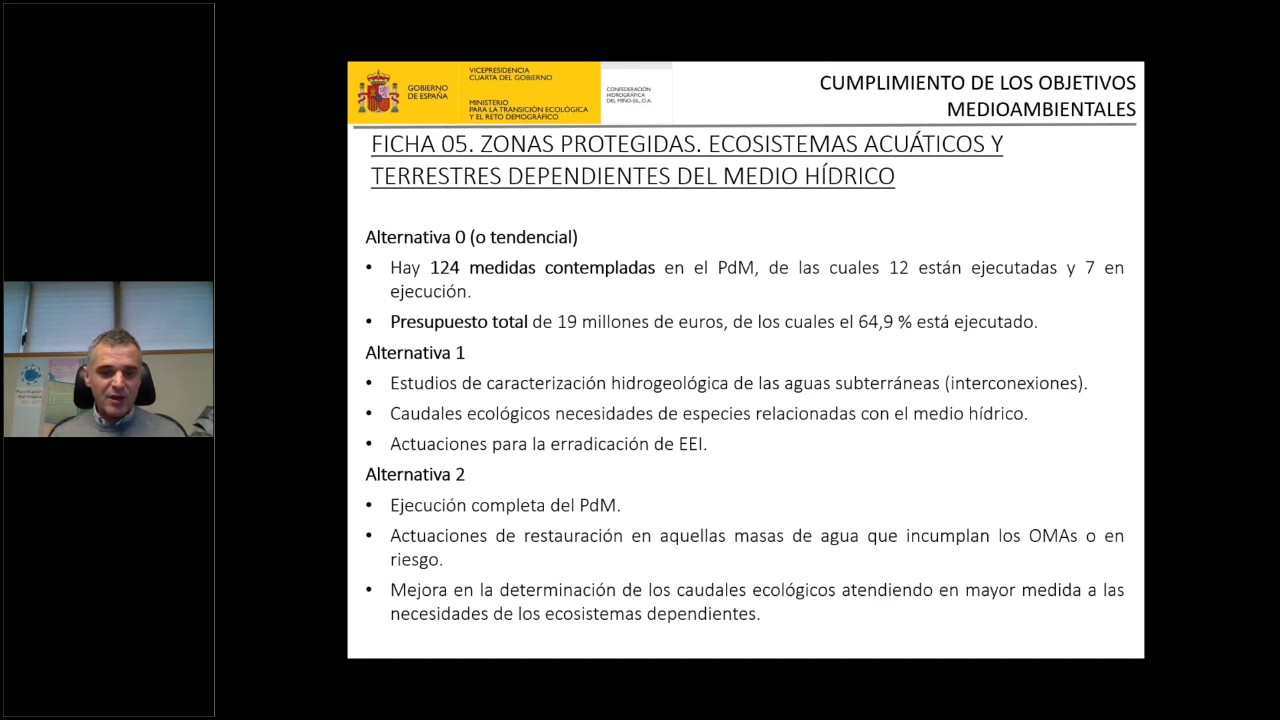 GOBIERNO
DE ESPAÑA
VICEPRESIDENCIA
CUARTA DEL GOBIERNO
MINISTERIO
PARA LA TRANSICIÓN ECOLÓGICA
Y EL RETO DEMOGRÁFICO
CONFEDERACIÓN
HIDROGRÁFICA
DEL MIÑO-SIL, O.A.
CUMPLIMIENTO DE LOS OBJETIVOS
MEDIOAMBIENTALES
FICHA 05. ZONAS PROTEGIDAS. ECOSISTEMAS ACUÁTICOS Y
TERRESTRES DEPENDIENTES DEL MEDIO HÍDRICO
Alternativa 0 (o tendencial)
• Hay 124 medidas contempladas en el PdM, de las cuales 12 están ejecutadas y 7 en
ejecución.
• Presupuesto total de 19 millones de euros, de los cuales el 64,9 % está ejecutado.
Alternativa 1
• Estudios de caracterización hidrogeológica de las aguas subterráneas (interconexiones).
• Caudales ecológicos necesidades de especies relacionadas con el medio hídrico.
• Actuaciones para la erradicación de EEI.
Alternativa 2
• Ejecución completa del PdM.
• Actuaciones de restauración en aquellas masas de agua que incumplan los OMAs o en
riesgo.
• Mejora en la determinación de los caudales ecológicos atendiendo en mayor medida a las
necesidades de los ecosistemas dependientes.